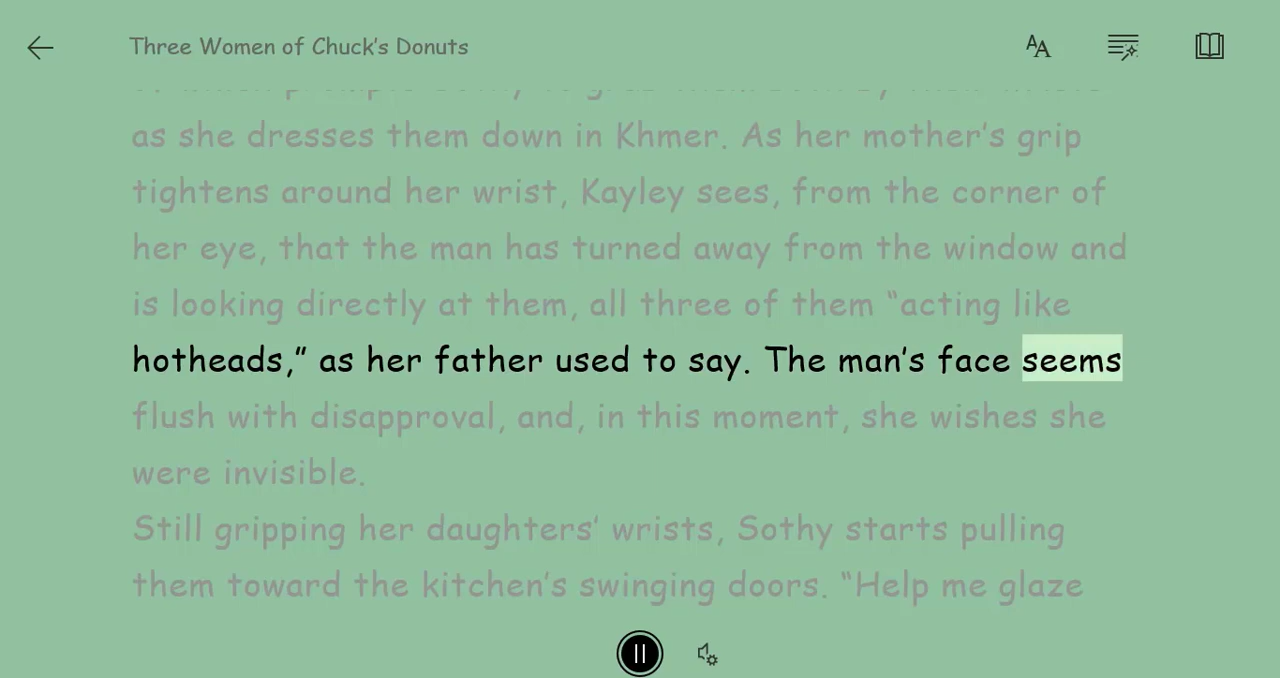 Three Women of Chuck's Donuts
as she dresses them down in Khmer. As her mother's grip
tightens around her wrist, Kayley sees, from the corner of
her eye, that the man has turned away from the window and
is looking directly at them, all three of them “acting like
hotheads,” as her father used to say. The man's face seems
flush with disapproval, and, in this moment, she wishes she
were invisible.
Still gripping her daughters' wrists, Sothy starts pulling
them toward the kitchen's swinging doors. “Help me glaze